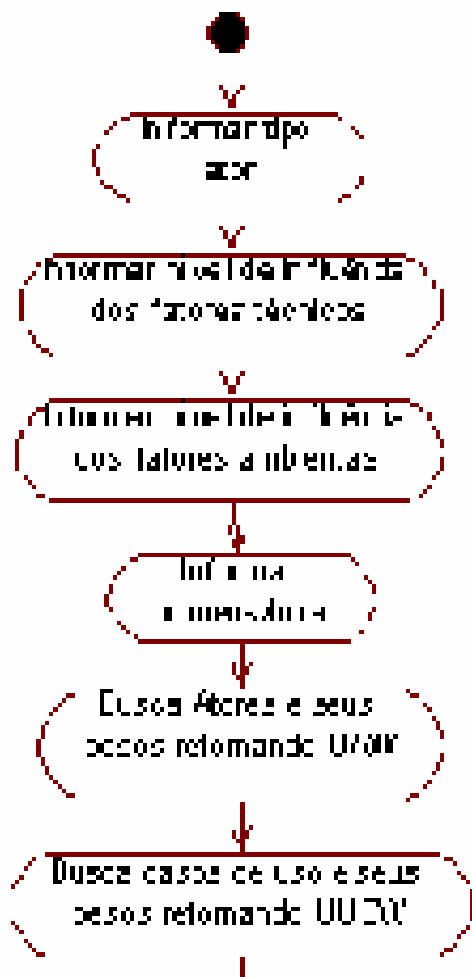 Informar tipo
ator
Informar nível de influência
dos fatores técnicos
Informar nível de influência
dos fatores ambientais
Informa
Busca Atores e seus
pesos retornando UAW
Busca casos de uso e seus
pesos retornando UUCW